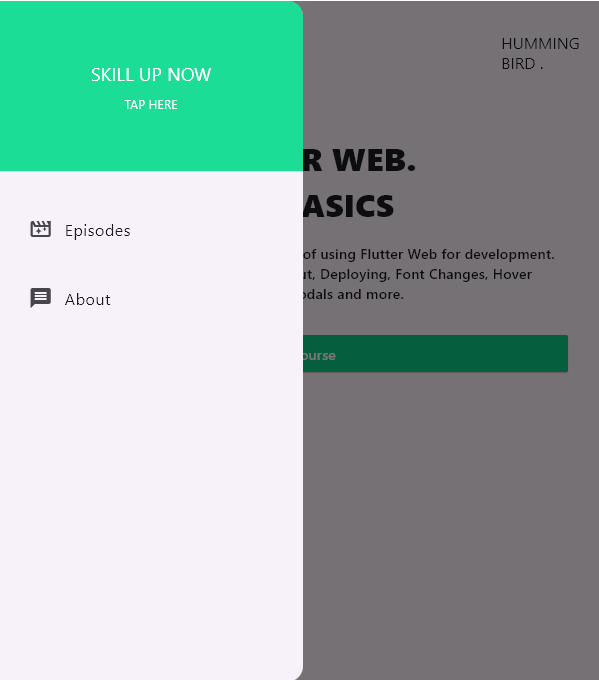 SKILL UP NOW
TAP HERE
Episodes
About
HUMMING
BIRD .
R WEB.
ASICS
of using Flutter Web for development.
ut, Deploying, Font Changes, Hover
odals and more.
ourse